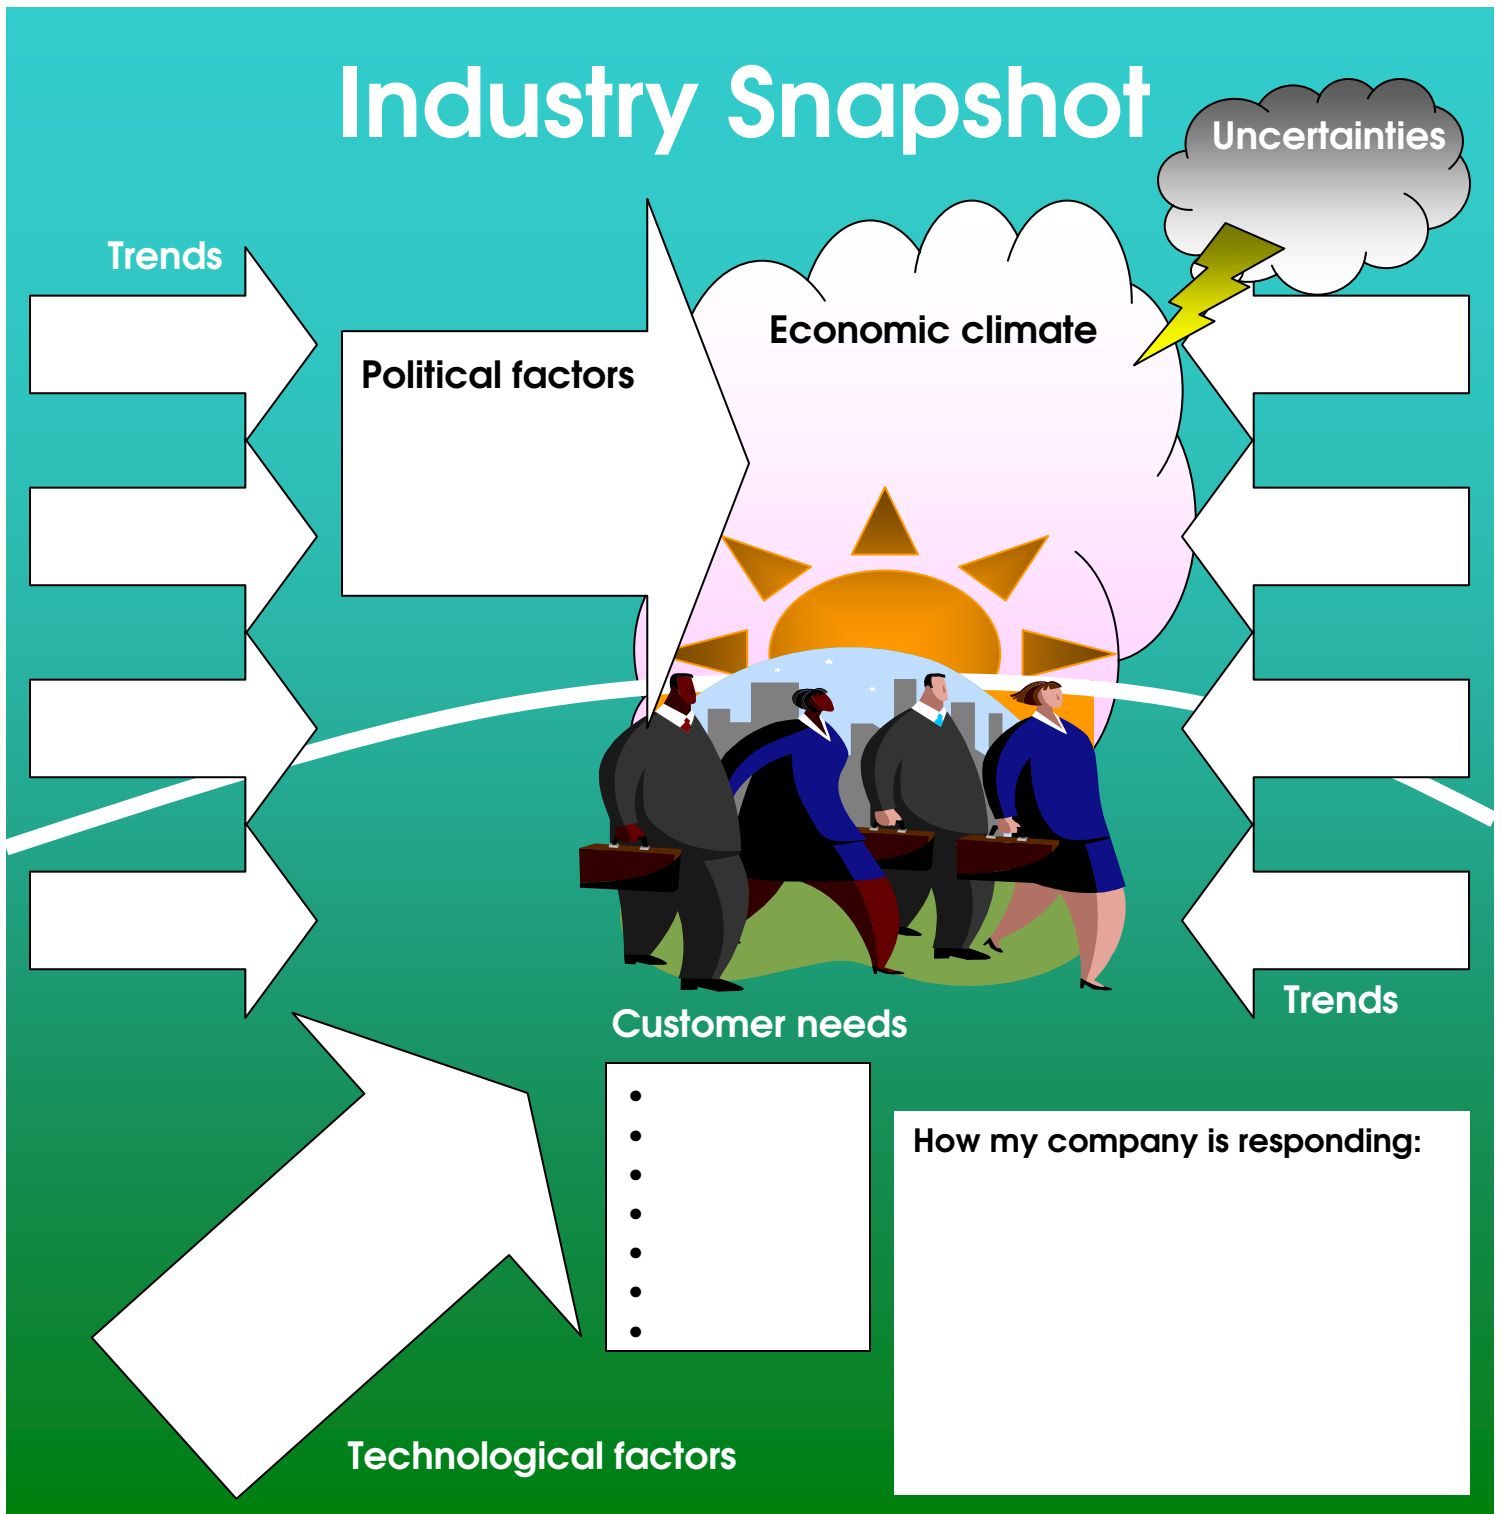 Industry Snapshot
Uncertainties
Trends
Economic climate
Political factors
Trends
Customer needs
•
•
•
•
•
•
•
How my company is responding:
Technological factors